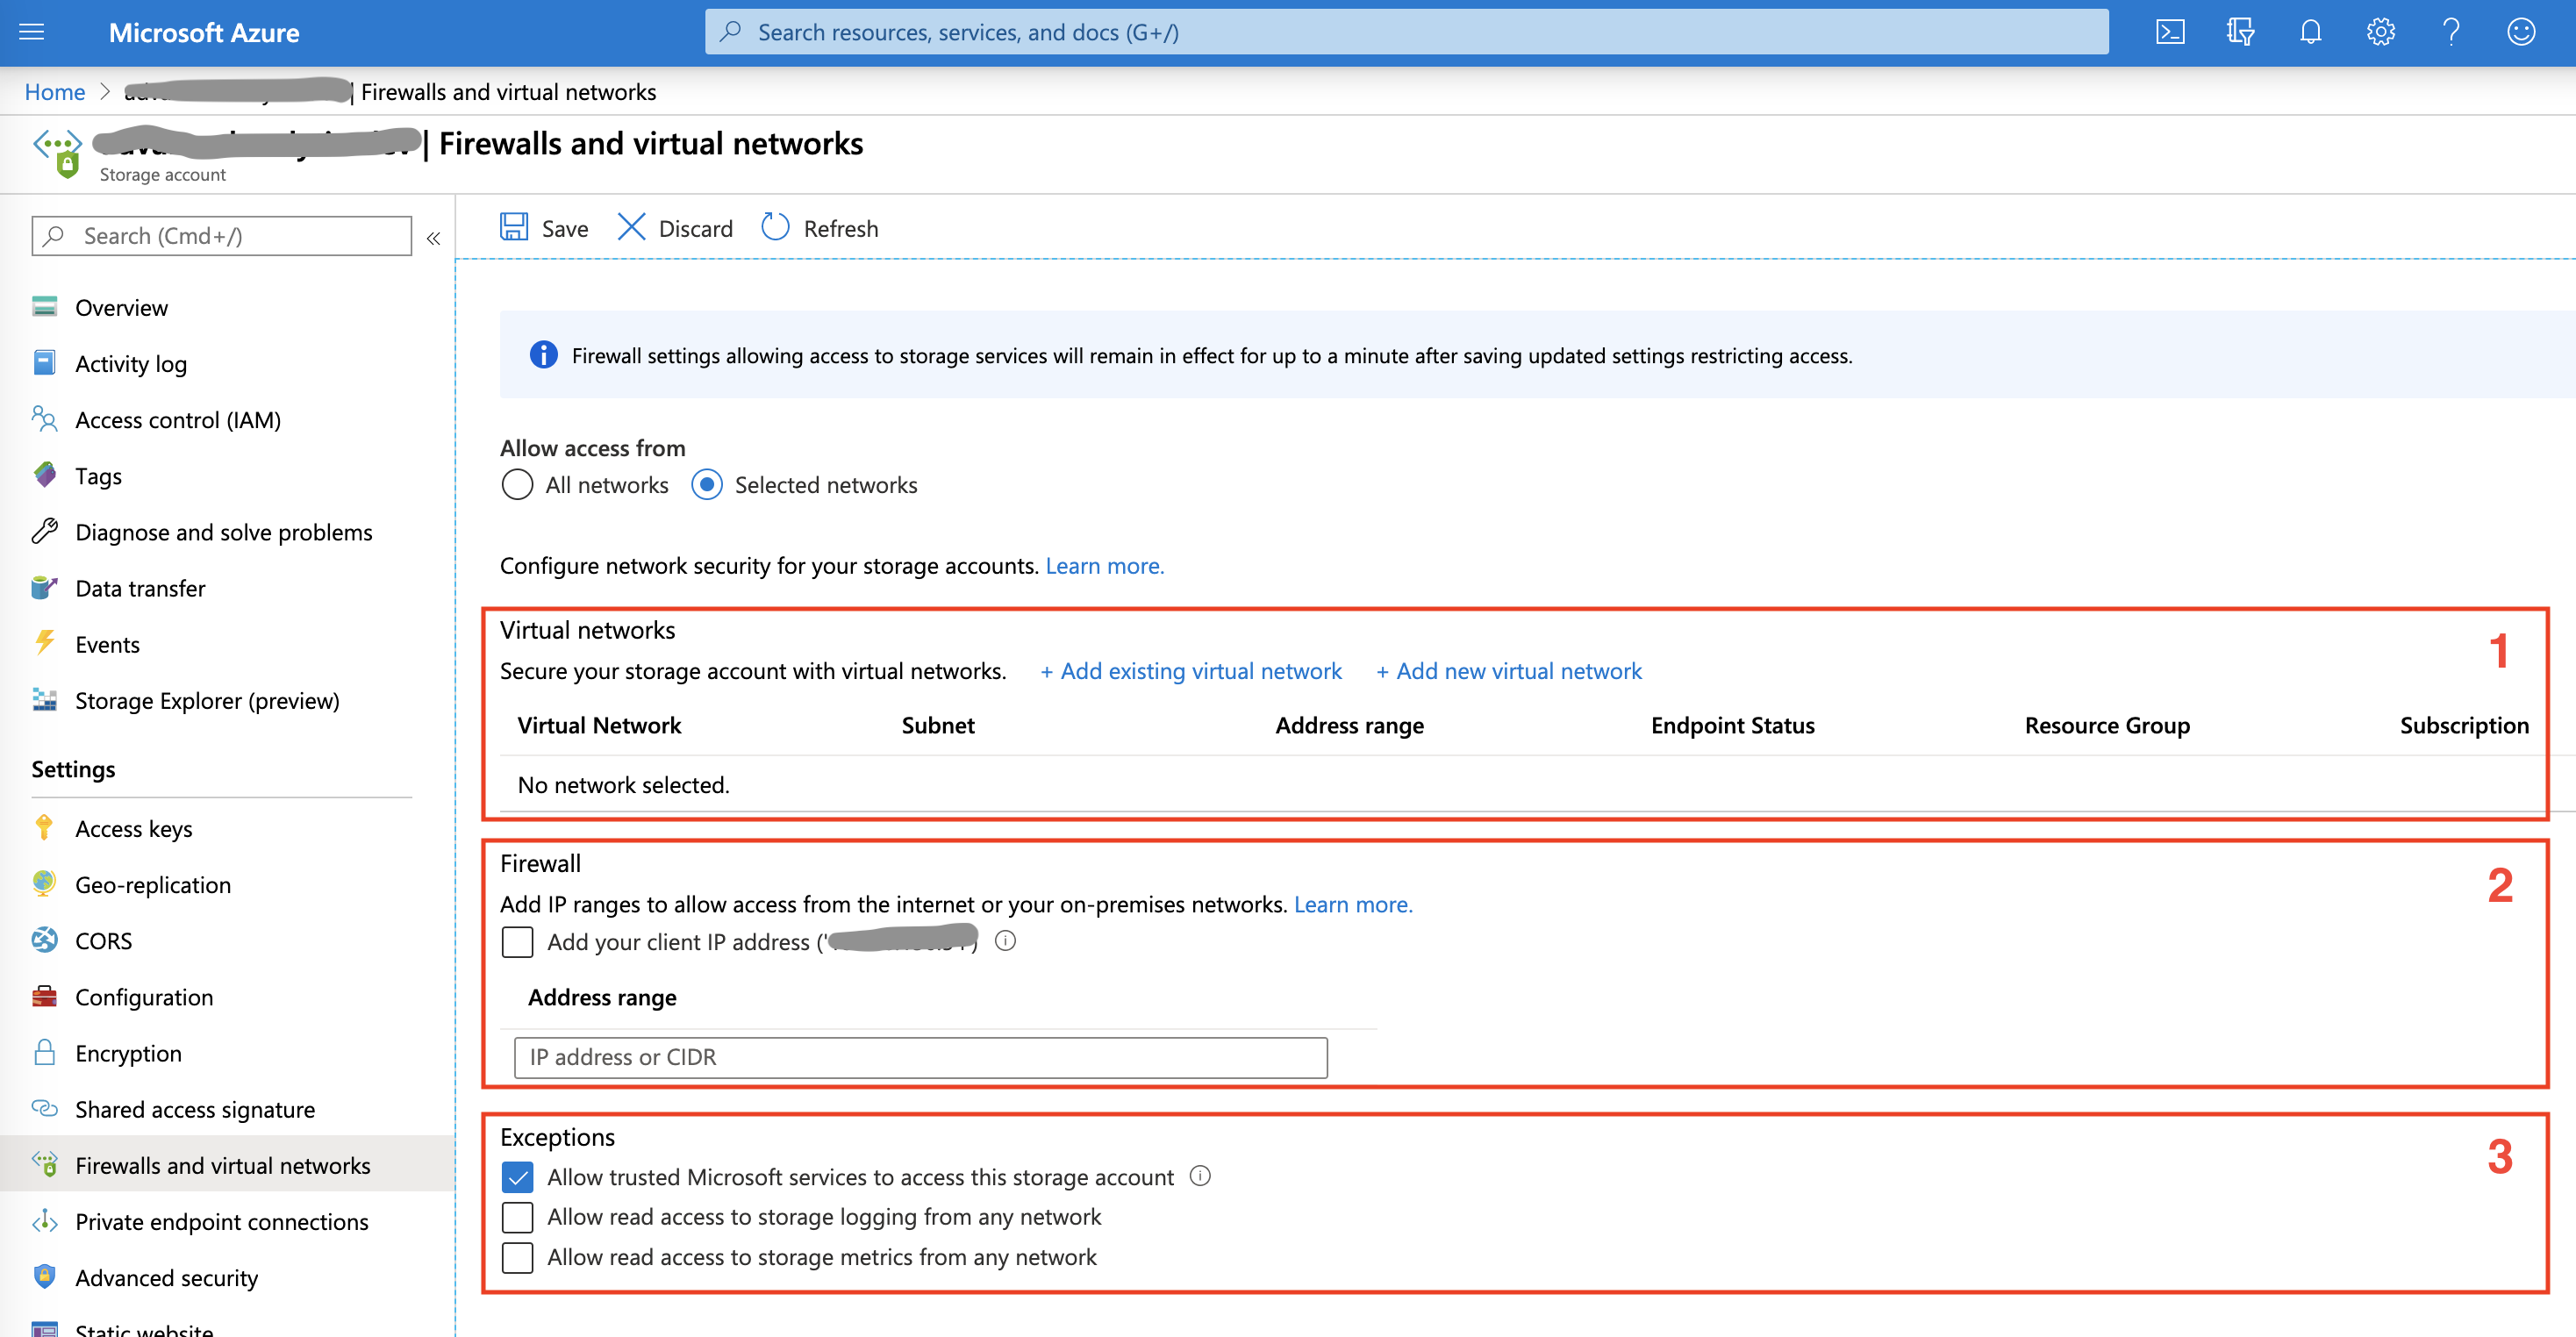 Microsoft Azure
Search resources, services, and docs (G+/)
Home > | Firewalls and virtual networks
| Firewalls and virtual networks
Storage account
Search (Cmd+/)
«
Overview
Activity log
Access control (IAM)
Tags
Diagnose and solve problems
Data transfer
Events
Storage Explorer (preview)
Settings
Access keys
Geo-replication
CORS
Configuration
Encryption
Shared access signature
Firewalls and virtual networks
Private endpoint connections
Advanced security
Static website
Save Discard Refresh
Firewall settings allowing access to storage services will remain in effect for up to a minute after saving updated settings restricting access.
Allow access from
All networks Selected networks
Configure network security for your storage accounts. Learn more.
Virtual networks
1
Secure your storage account with virtual networks. + Add existing virtual network + Add new virtual network
Virtual Network Subnet Address range Endpoint Status Resource Group Subscription
No network selected.
Firewall
2
Add IP ranges to allow access from the internet or your on-premises networks. Learn more.
Add your client IP address (' ')
Address range
IP address or CIDR
Exceptions
3
Allow trusted Microsoft services to access this storage account
Allow read access to storage logging from any network
Allow read access to storage metrics from any network